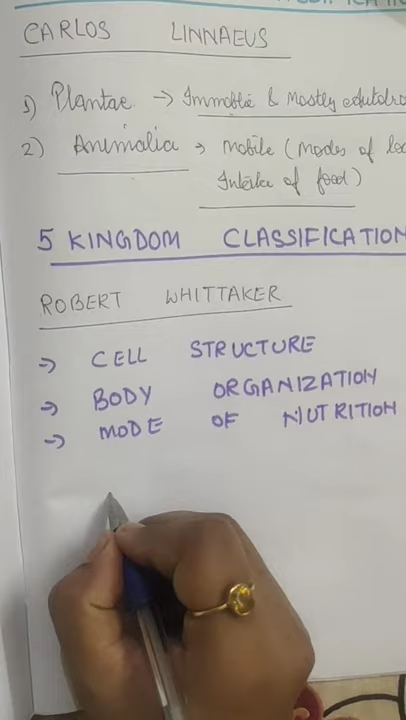 CARLOS LINNAEUS
1) Plantae → Immobile & Mostly
2) Animalia → Mobile (Modes of
of food)
5 KINGDOM CLASSIFICATION
ROBERT WHITTAKER
→ CELL STRUCTURE
→ BODY ORGANIZATION
→ MODE OF NUTRITION